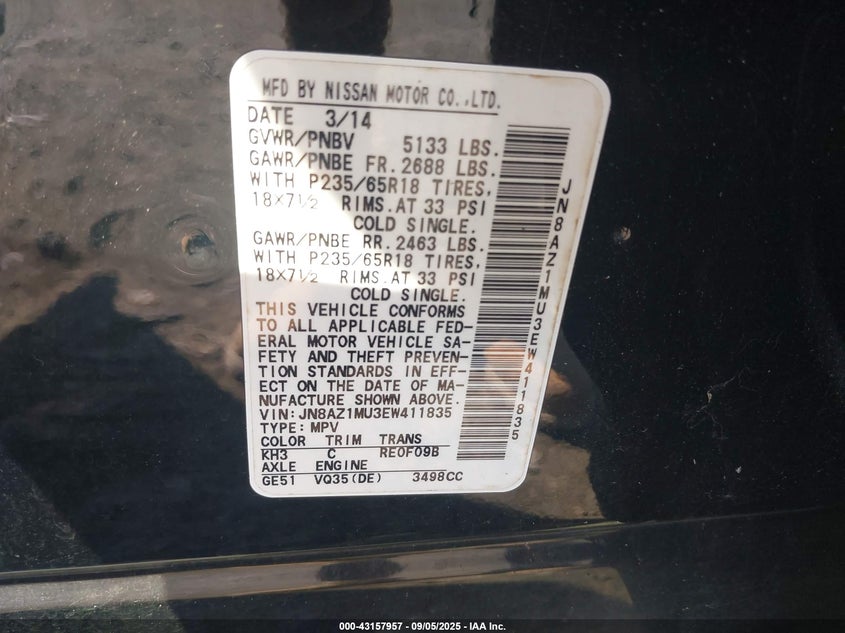 MFD BY NISSAN MOTOR CO.,LTD.
DATE 3/14
GVWR/PNBV 5133 LBS.
GAWR/PNBE FR. 2688 LBS.
WITH P235/65R18 TIRES,
18×7½ RIMS.AT 33 PSI
COLD SINGLE.
GAWR/PNBE RR. 2463 LBS.
WITH P235/65R18 TIRES,
18×7½ RIMS.AT 33 PSI
COLD SINGLE.
THIS VEHICLE CONFORMS
TO ALL APPLICABLE FED-
ERAL MOTOR VEHICLE SA-
FETY AND THEFT PREVEN-
TION STANDARDS IN EFF-
ECT ON THE DATE OF MA-
NUFACTURE SHOWN ABOVE.
VIN:JN8AZ1MU3EW411835
TYPE:MPV
COLOR TRIM TRANS
KH3 C RE0F09B
AXLE ENGINE
GE51 VQ35(DE) 3498CC
JN8AZ1MU3EW411835
000-43157957 - 09/05/2025 - IAA Inc.